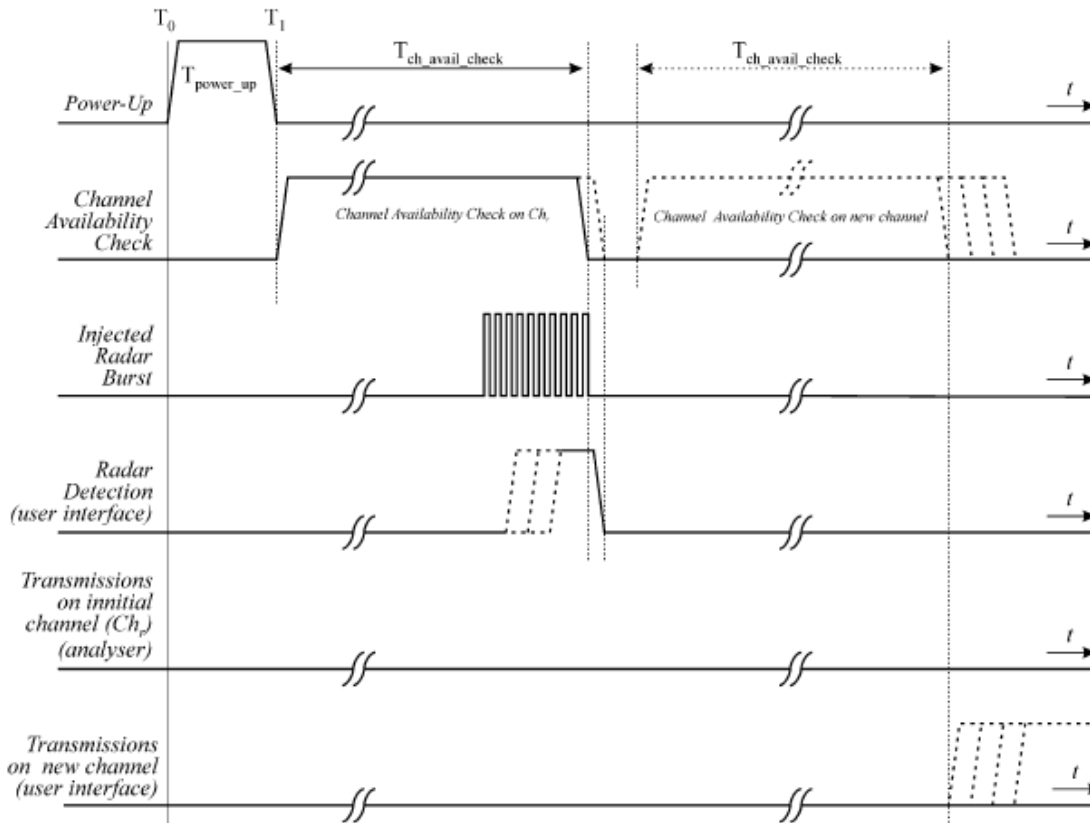 T0 T1
Tch_avail_check Tch_avail_check
Tpower_up
Power-Up t
Channel
Availability
Check
Channel Availability Check on Chr Channel Availability Check on new channel
t
Injected
Radar
Burst
t
Radar
Detection
(user interface)
t
Transmissions
on innitial
channel (Chr)
(analyser)
t
Transmissions
on new channel
(user interface)
t